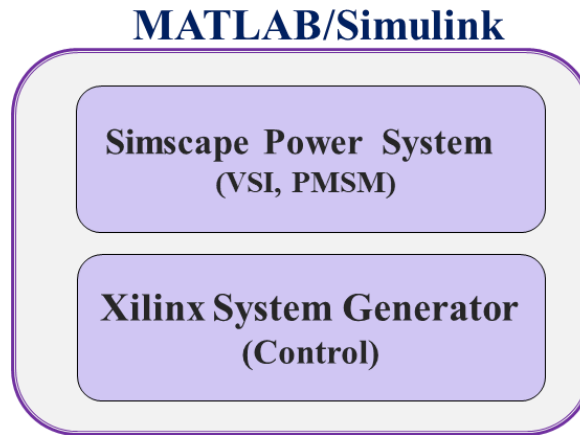 MATLAB/Simulink
Simscape Power System
(VSI, PMSM)
Xilinx System Generator
(Control)